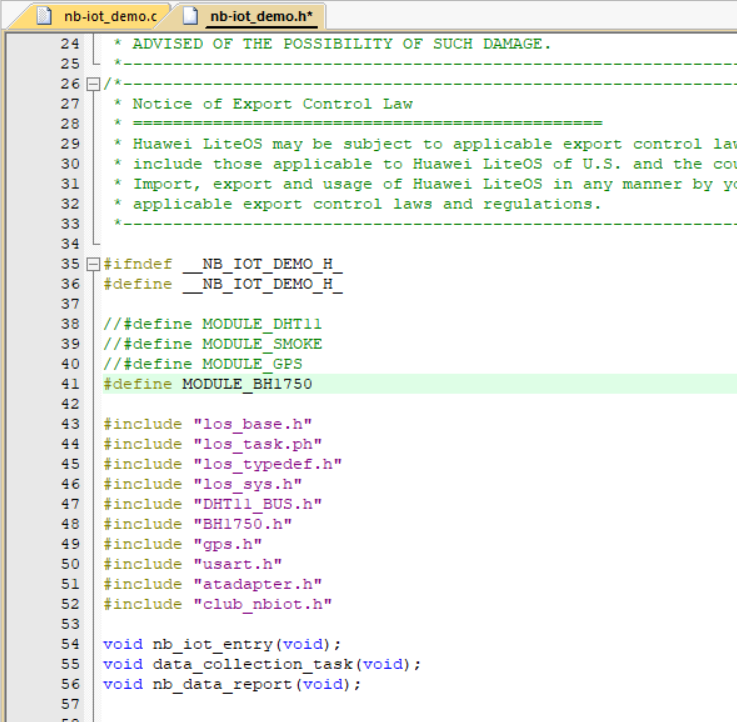 nb-iot_demo.c nb-iot_demo.h*
24 * ADVISED OF THE POSSIBILITY OF SUCH DAMAGE.
25 *----------------------------------------------------------------
26 /*----------------------------------------------------------------
27 * Notice of Export Control Law
28 * ===============================================
29 * Huawei LiteOS may be subject to applicable export control law
30 * include those applicable to Huawei LiteOS of U.S. and the cou
31 * Import, export and usage of Huawei LiteOS in any manner by yo
32 * applicable export control laws and regulations.
33 *----------------------------------------------------------------
34
35 #ifndef __NB_IOT_DEMO_H_
36 #define __NB_IOT_DEMO_H_
37
38 //#define MODULE_DHT11
39 //#define MODULE_SMOKE
40 //#define MODULE_GPS
41 #define MODULE_BH1750
42
43 #include "los_base.h"
44 #include "los_task.ph"
45 #include "los_typedef.h"
46 #include "los_sys.h"
47 #include "DHT11_BUS.h"
48 #include "BH1750.h"
49 #include "gps.h"
50 #include "usart.h"
51 #include "atadapter.h"
52 #include "club_nbiot.h"
53
54 void nb_iot_entry(void);
55 void data_collection_task(void);
56 void nb_data_report(void);
57